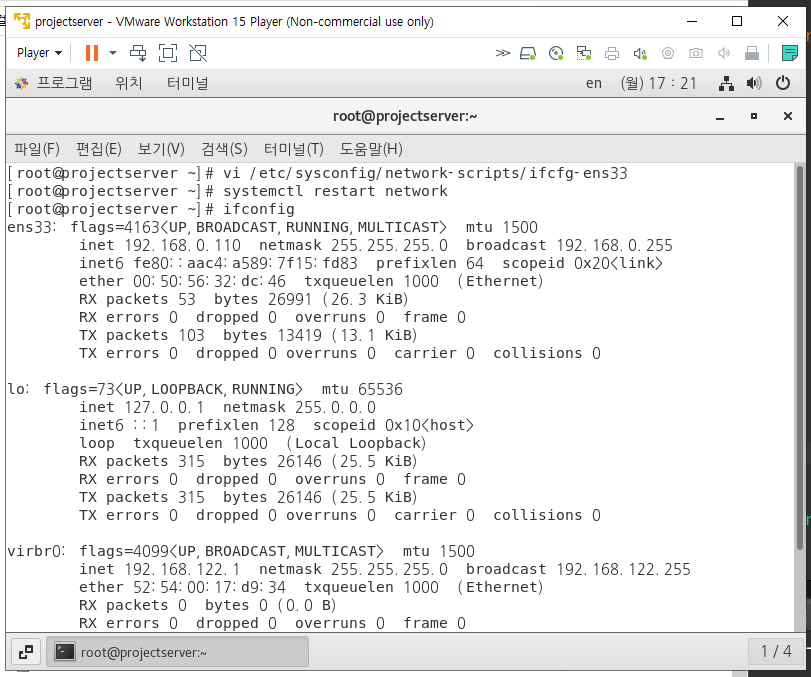 projectserver - VMware Workstation 15 Player (Non-commercial use only)
Player
프로그램 위치 터미널 en (월) 17 : 21
root@projectserver:~
파일(F) 편집(E) 보기(V) 검색(S) 터미널(T) 도움말(H)
[root@projectserver ~]# vi /etc/sysconfig/network-scripts/ifcfg-ens33
[root@projectserver ~]# systemctl restart network
[root@projectserver ~]# ifconfig
ens33: flags=4163<UP,BROADCAST,RUNNING,MULTICAST> mtu 1500
inet 192.168.0.110 netmask 255.255.255.0 broadcast 192.168.0.255
inet6 fe80::aac4:a589:7f15:fd83 prefixlen 64 scopeid 0x20<link>
ether 00:50:56:32:dc:46 txqueuelen 1000 (Ethernet)
RX packets 53 bytes 26991 (26.3 KiB)
RX errors 0 dropped 0 overruns 0 frame 0
TX packets 103 bytes 13419 (13.1 KiB)
TX errors 0 dropped 0 overruns 0 carrier 0 collisions 0
lo: flags=73<UP,LOOPBACK,RUNNING> mtu 65536
inet 127.0.0.1 netmask 255.0.0.0
inet6 ::1 prefixlen 128 scopeid 0x10<host>
loop txqueuelen 1000 (Local Loopback)
RX packets 315 bytes 26146 (25.5 KiB)
RX errors 0 dropped 0 overruns 0 frame 0
TX packets 315 bytes 26146 (25.5 KiB)
TX errors 0 dropped 0 overruns 0 carrier 0 collisions 0
virbr0: flags=4099<UP,BROADCAST,MULTICAST> mtu 1500
inet 192.168.122.1 netmask 255.255.255.0 broadcast 192.168.122.255
ether 52:54:00:17:d9:34 txqueuelen 1000 (Ethernet)
RX packets 0 bytes 0 (0.0 B)
RX errors 0 dropped 0 overruns 0 frame 0
root@projectserver:~ 1 / 4